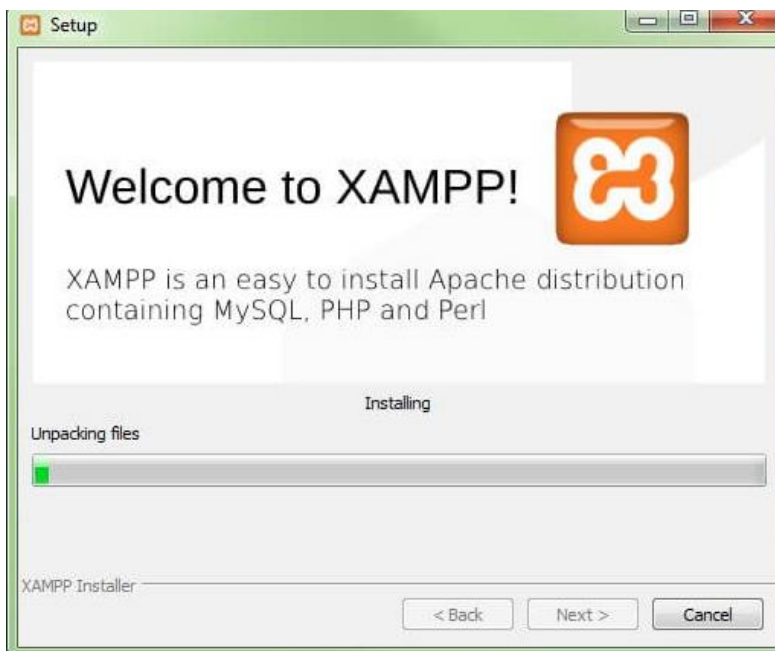 Setup
Welcome to XAMPP!
XAMPP is an easy to install Apache distribution
containing MySQL, PHP and Perl
Installing
Unpacking files
XAMPP Installer
< Back
Next >
Cancel